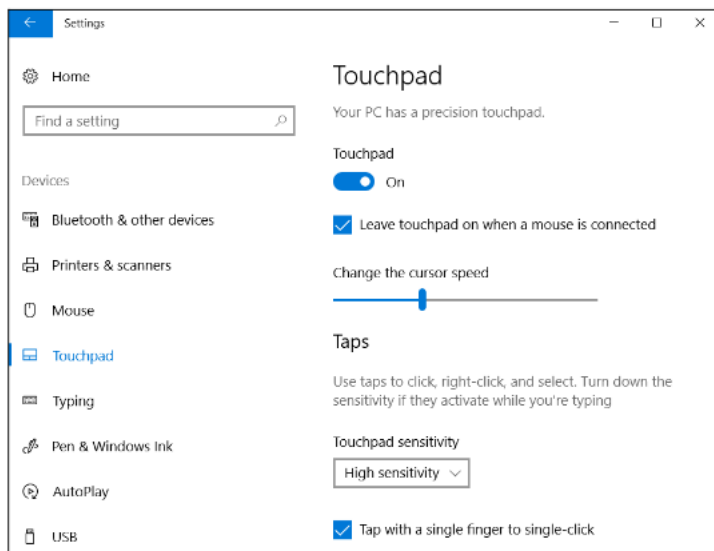 Settings
Home
Find a setting
Devices
Bluetooth & other devices
Printers & scanners
Mouse
Touchpad
Typing
Pen & Windows Ink
AutoPlay
USB
Touchpad
Your PC has a precision touchpad.
Touchpad
On
Leave touchpad on when a mouse is connected
Change the cursor speed
Taps
Use taps to click, right-click, and select. Turn down the
sensitivity if they activate while you're typing
Touchpad sensitivity
High sensitivity
Tap with a single finger to single-click